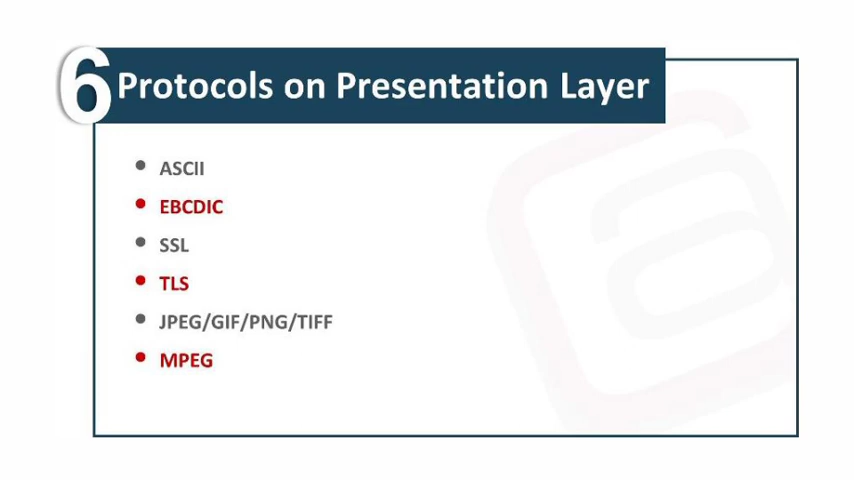 6 Protocols on Presentation Layer
ASCII
EBCDIC
SSL
TLS
JPEG/GIF/PNG/TIFF
MPEG